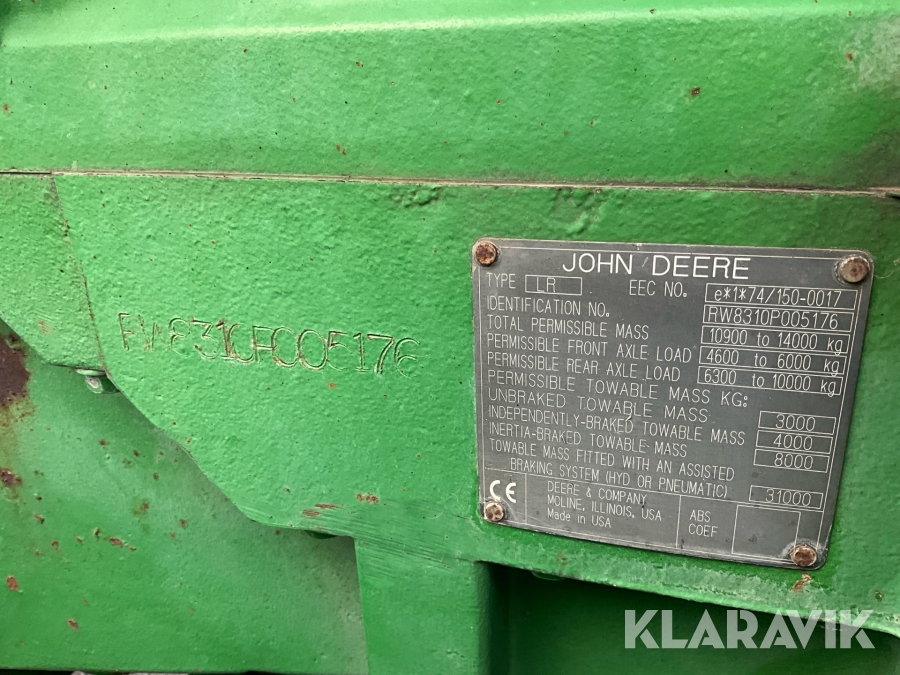 RW8310P005176
JOHN DEERE
TYPE LR EEC NO. e*1*74/150-0017
IDENTIFICATION NO. RW8310P005176
TOTAL PERMISSIBLE MASS 10900 to 14000 kg
PERMISSIBLE FRONT AXLE LOAD 4600 to 6000 kg
PERMISSIBLE REAR AXLE LOAD 6300 to 10000 kg
PERMISSIBLE TOWABLE MASS KG:
UNBRAKED TOWABLE MASS 3000
INDEPENDENTLY-BRAKED TOWABLE MASS 4000
INERTIA-BRAKED TOWABLE-MASS 8000
TOWABLE MASS FITTED WITH AN ASSISTED
BRAKING SYSTEM (HYD OR PNEUMATIC) 31000
CE
DEERE & COMPANY
MOLINE, ILLINOIS, USA
Made in USA
ABS
COEF
KLARAVIK